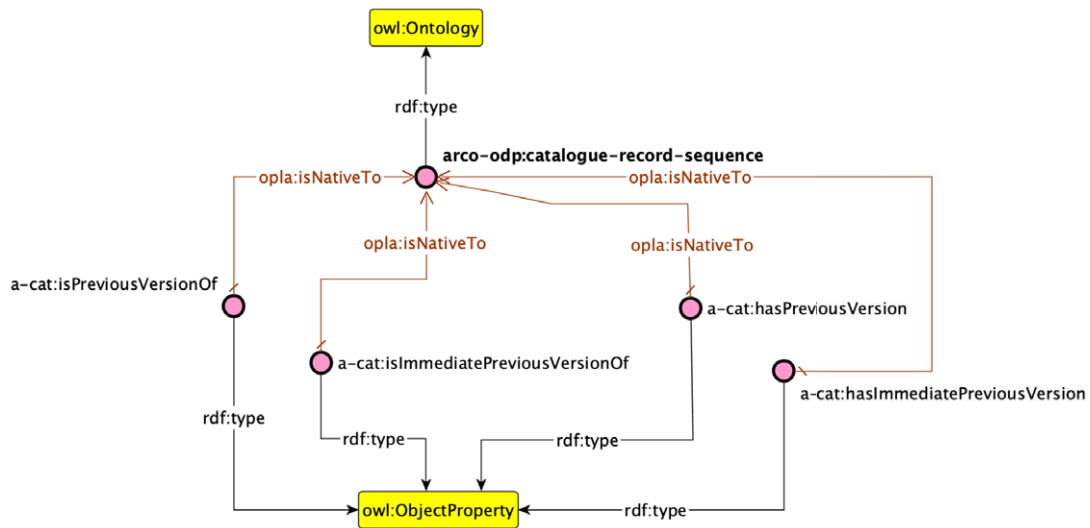 owl:Ontology
rdf:type
arco-odp:catalogue-record-sequence
opla:isNativeTo
opla:isNativeTo
opla:isNativeTo
opla:isNativeTo
a-cat:isPreviousVersionOf
a-cat:hasPreviousVersion
a-cat:isImmediatePreviousVersionOf
a-cat:hasImmediatePreviousVersion
rdf:type
rdf:type
rdf:type
owl:ObjectProperty
rdf:type